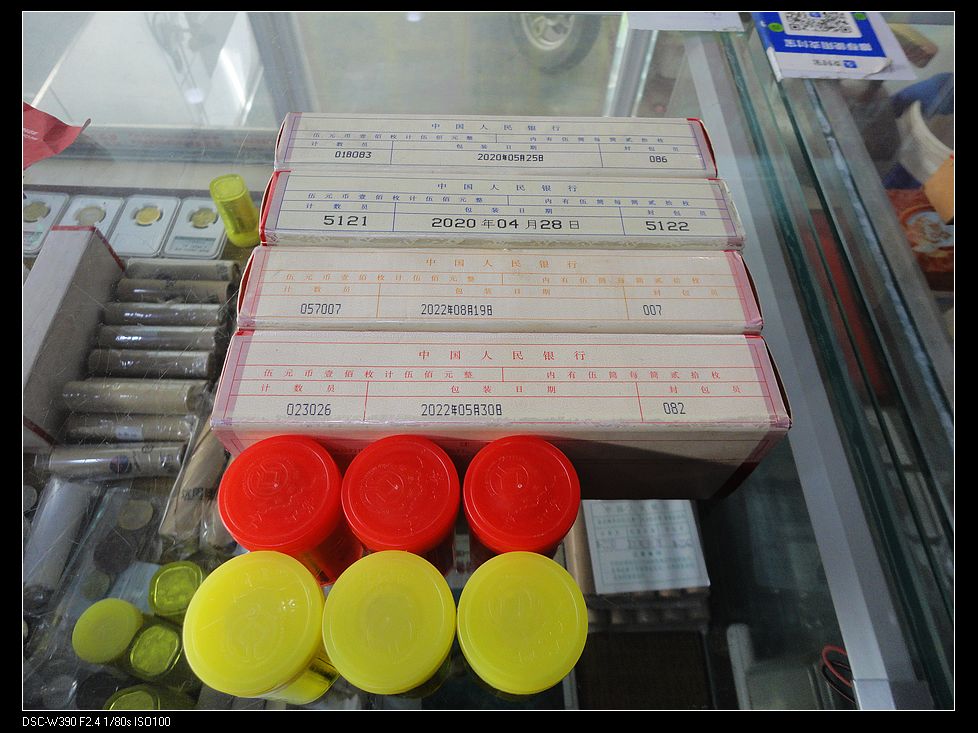 中国人民银行
伍元币壹佰枚计伍佰元整 内有伍筒每筒贰拾枚
计数员 包装日期 封包员
018083 2020年05月25日 086
中国人民银行
伍元币壹佰枚计伍佰元整 内有伍筒每筒贰拾枚
计数员 包装日期 封包员
5121 2020年04月28日 5122
中国人民银行
伍元币壹佰枚计伍佰元整 内有伍筒每筒贰拾枚
计数员 包装日期 封包员
057007 2022年08月19日 007
中国人民银行
伍元币壹佰枚计伍佰元整 内有伍筒每筒贰拾枚
计数员 包装日期 封包员
023026 2022年05月30日 082
推荐使用支付宝
支付宝
DSC-W390 F2.4 1/80s ISO100